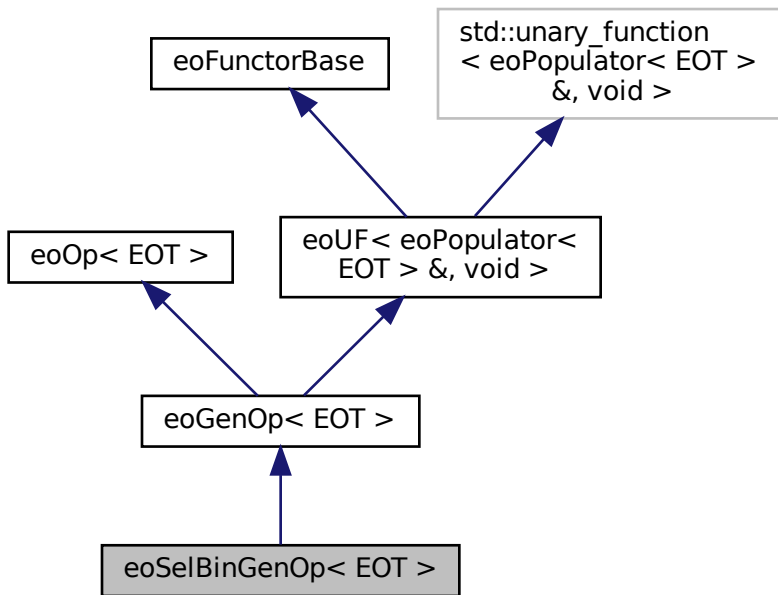 std::unary_function
< eoPopulator< EOT >
&, void >
eoFunctorBase
eoUF< eoPopulator<
EOT > &, void >
eoOp< EOT >
eoGenOp< EOT >
eoSelBinGenOp< EOT >